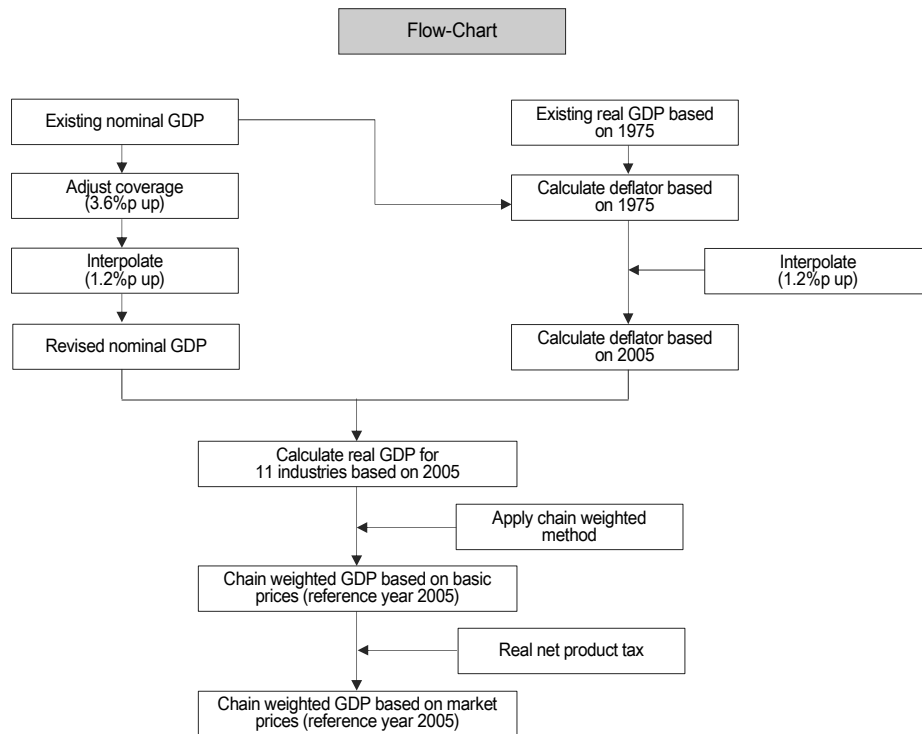 Flow-Chart
Existing nominal GDP
Existing real GDP based
on 1975
Adjust coverage
(3.6%p up)
Calculate deflator based
on 1975
Interpolate
(1.2%p up)
Interpolate
(1.2%p up)
Revised nominal GDP
Calculate deflator based
on 2005
Calculate real GDP for
11 industries based on 2005
Apply chain weighted
method
Chain weighted GDP based on basic
prices (reference year 2005)
Real net product tax
Chain weighted GDP based on market
prices (reference year 2005)